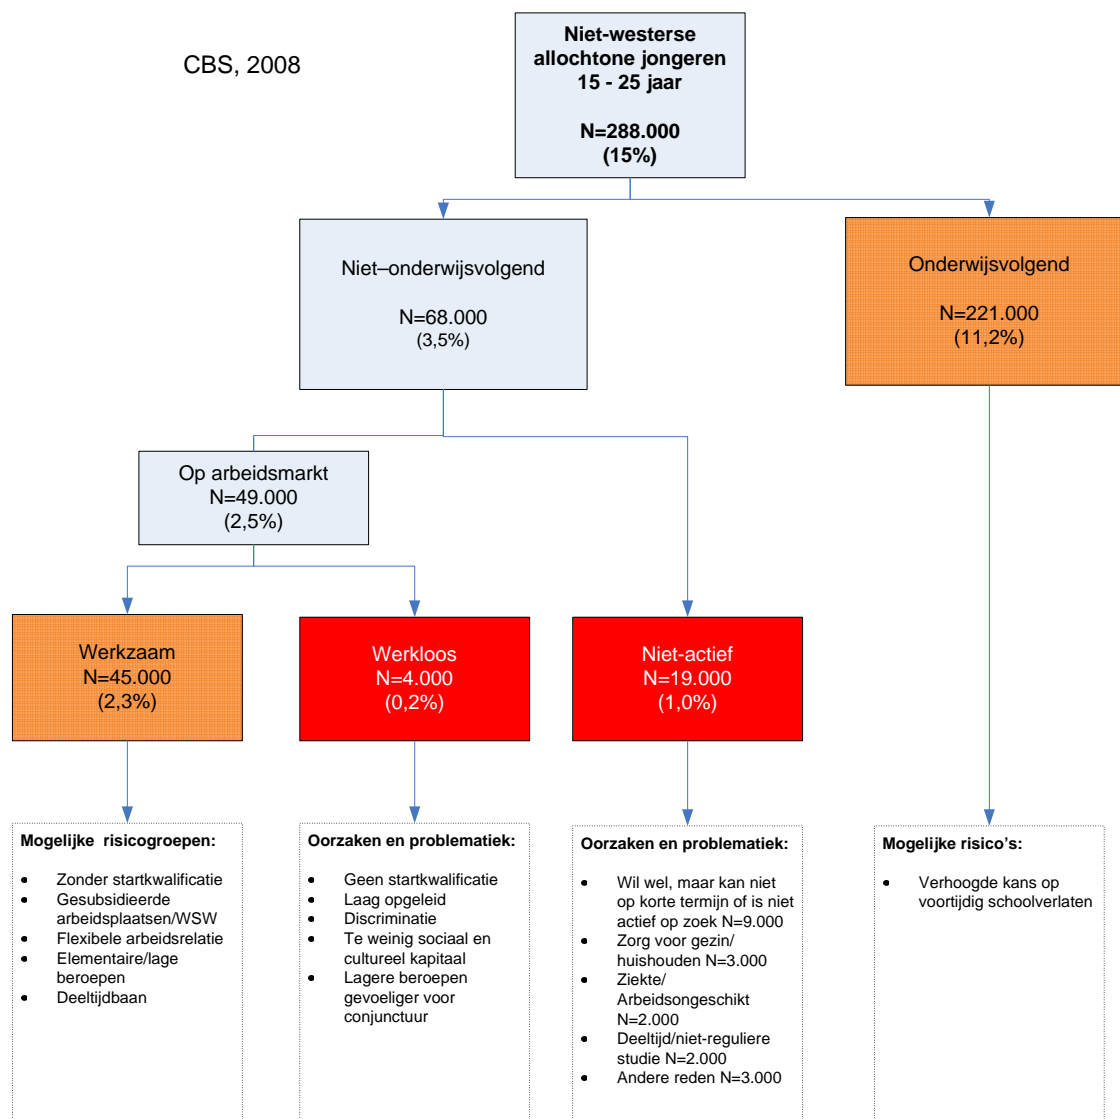 CBS, 2008
Niet-westerse
allochtone jongeren
15 - 25 jaar
N=288.000
(15%)
Niet–onderwijsvolgend
N=68.000
(3,5%)
Onderwijsvolgend
N=221.000
(11,2%)
Op arbeidsmarkt
N=49.000
(2,5%)
Werkzaam
N=45.000
(2,3%)
Werkloos
N=4.000
(0,2%)
Niet-actief
N=19.000
(1,0%)
Mogelijke risicogroepen:
• Zonder startkwalificatie
• Gesubsidieerde
arbeidsplaatsen/WSW
• Flexibele arbeidsrelatie
• Elementaire/lage
beroepen
• Deeltijdbaan
Oorzaken en problematiek:
• Geen startkwalificatie
• Laag opgeleid
• Discriminatie
• Te weinig sociaal en
cultureel kapitaal
• Lagere beroepen
gevoeliger voor
conjunctuur
Oorzaken en problematiek:
• Wil wel, maar kan niet
op korte termijn of is niet
actief op zoek N=9.000
• Zorg voor gezin/
huishouden N=3.000
• Ziekte/
Arbeidsongeschikt
N=2.000
• Deeltijd/niet-reguliere
studie N=2.000
• Andere reden N=3.000
Mogelijke risico's:
• Verhoogde kans op
voortijdig schoolverlaten